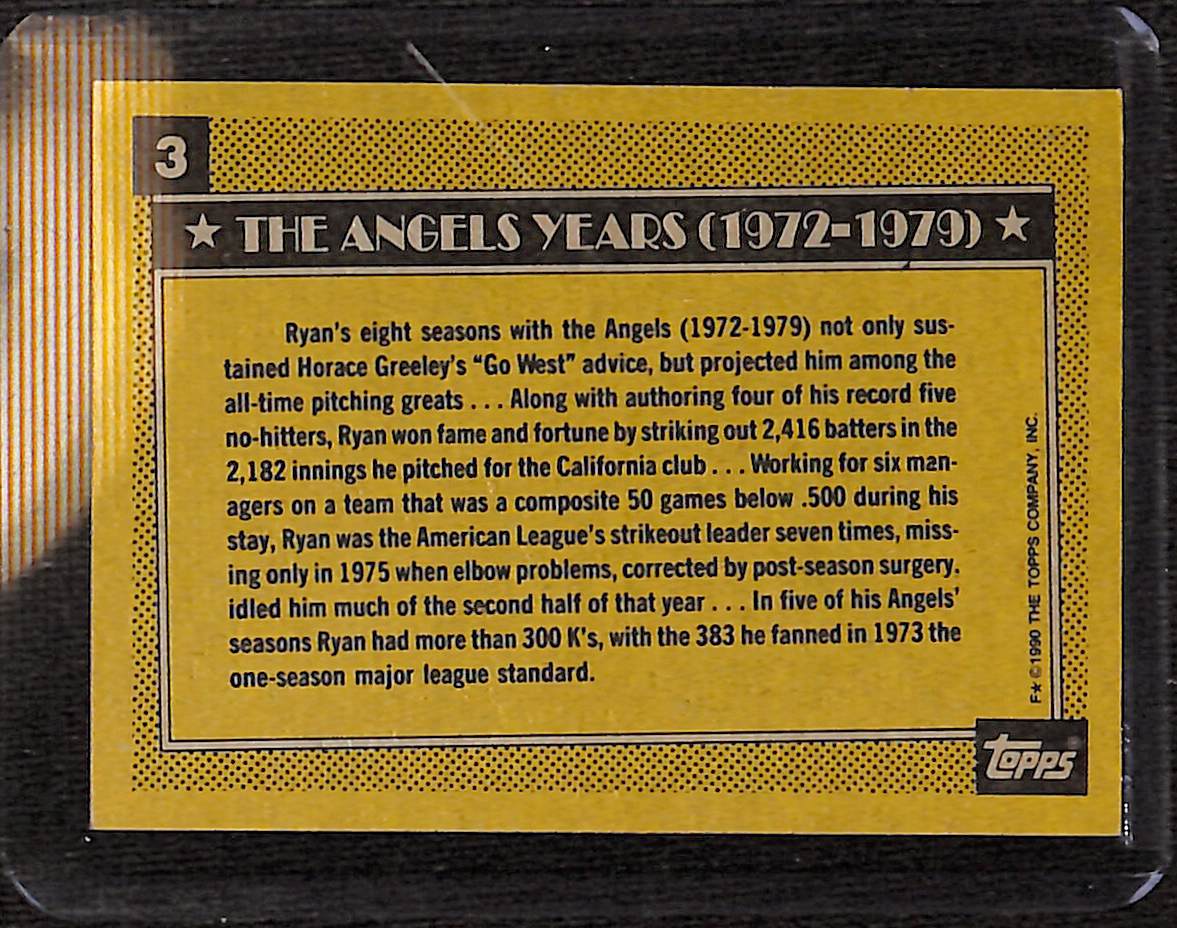 3
★ THE ANGELS YEARS (1972-1979) ★
Ryan's eight seasons with the Angels (1972-1979) not only sus-
tained Horace Greeley's "Go West" advice, but projected him among the
all-time pitching greats . . . Along with authoring four of his record five
no-hitters, Ryan won fame and fortune by striking out 2,416 batters in the
2,182 innings he pitched for the California club . . . Working for six man-
agers on a team that was a composite 50 games below .500 during his
stay, Ryan was the American League's strikeout leader seven times, miss-
ing only in 1975 when elbow problems, corrected by post-season surgery,
idled him much of the second half of that year . . . In five of his Angels'
seasons Ryan had more than 300 K's, with the 383 he fanned in 1973 the
one-season major league standard.
F★ ©1990 THE TOPPS COMPANY, INC.
topps